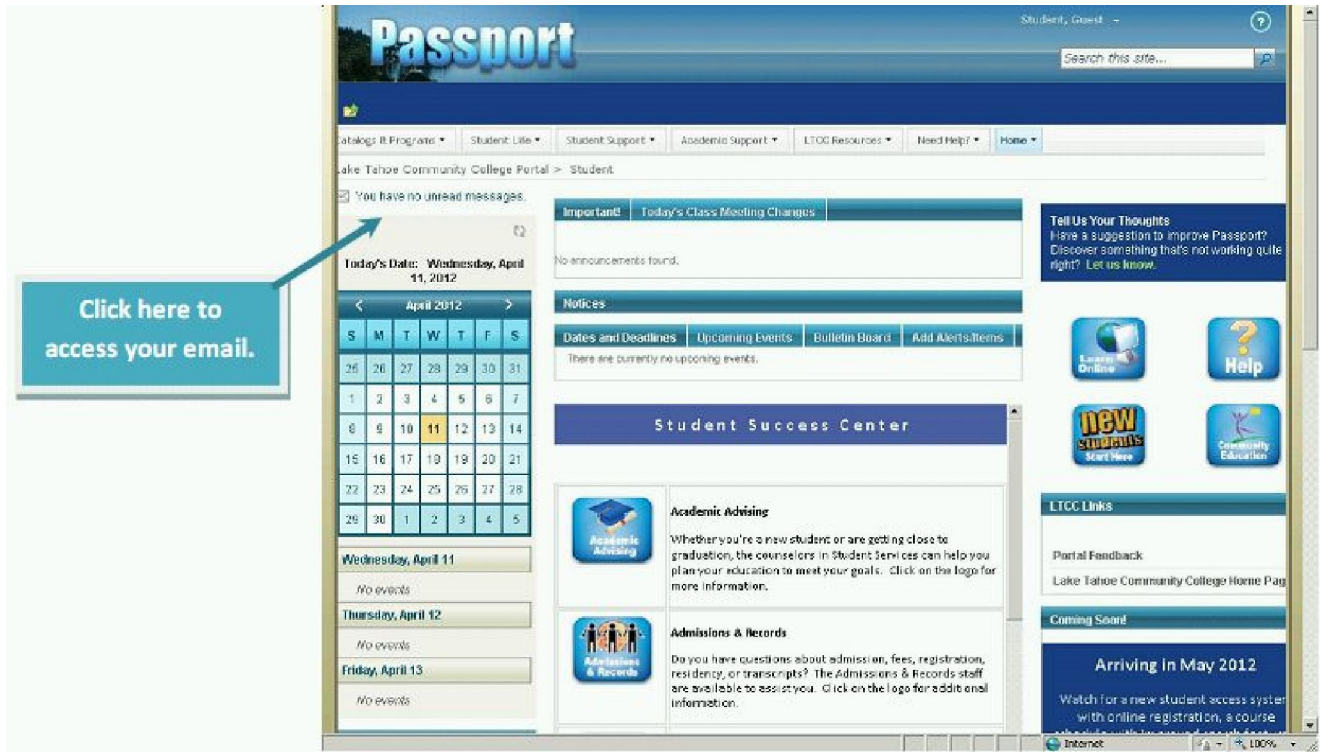 Passport
Student, Guest
Search this site...
Catalogs & Programs
Student Life
Student Support
Academic Support
LTCC Resources
Need Help?
Home
Lake Tahoe Community College Portal > Student
You have no unread messages.
Click here to
access your email.
Today's Date: Wednesday, April
11, 2012
April 2012
S M T W T F S
25 26 27 28 29 30 31
1 2 3 4 5 6 7
8 9 10 11 12 13 14
15 16 17 18 19 20 21
22 23 24 25 26 27 28
29 30 1 2 3 4 5
Wednesday, April 11
No events
Thursday, April 12
No events
Friday, April 13
No events
Important! Today's Class Meeting Changes
No announcements found.
Notices
Dates and Deadlines Upcoming Events Bulletin Board Add Alerts/Items
There are currently no upcoming events.
Student Success Center
Academic
Advising
Academic Advising
Whether you're a new student or are getting close to
graduation, the counselors in Student Services can help you
plan your education to meet your goals. Click on the logo for
more information.
Admissions
& Records
Admissions & Records
Do you have questions about admission, fees, registration,
residency, or transcripts? The Admissions & Records staff
are available to assist you. Click on the logo for additional
information.
Tell Us Your Thoughts
Have a suggestion to improve Passport?
Discover something that's not working quite
right? Let us know.
Learn
Online
Help
new
students
Start Here
Community
Education
LTCC Links
Portal Feedback
Lake Tahoe Community College Home Pag
Coming Soon!
Arriving in May 2012
Watch for a new student access system
with online registration, a course
Internet
100%